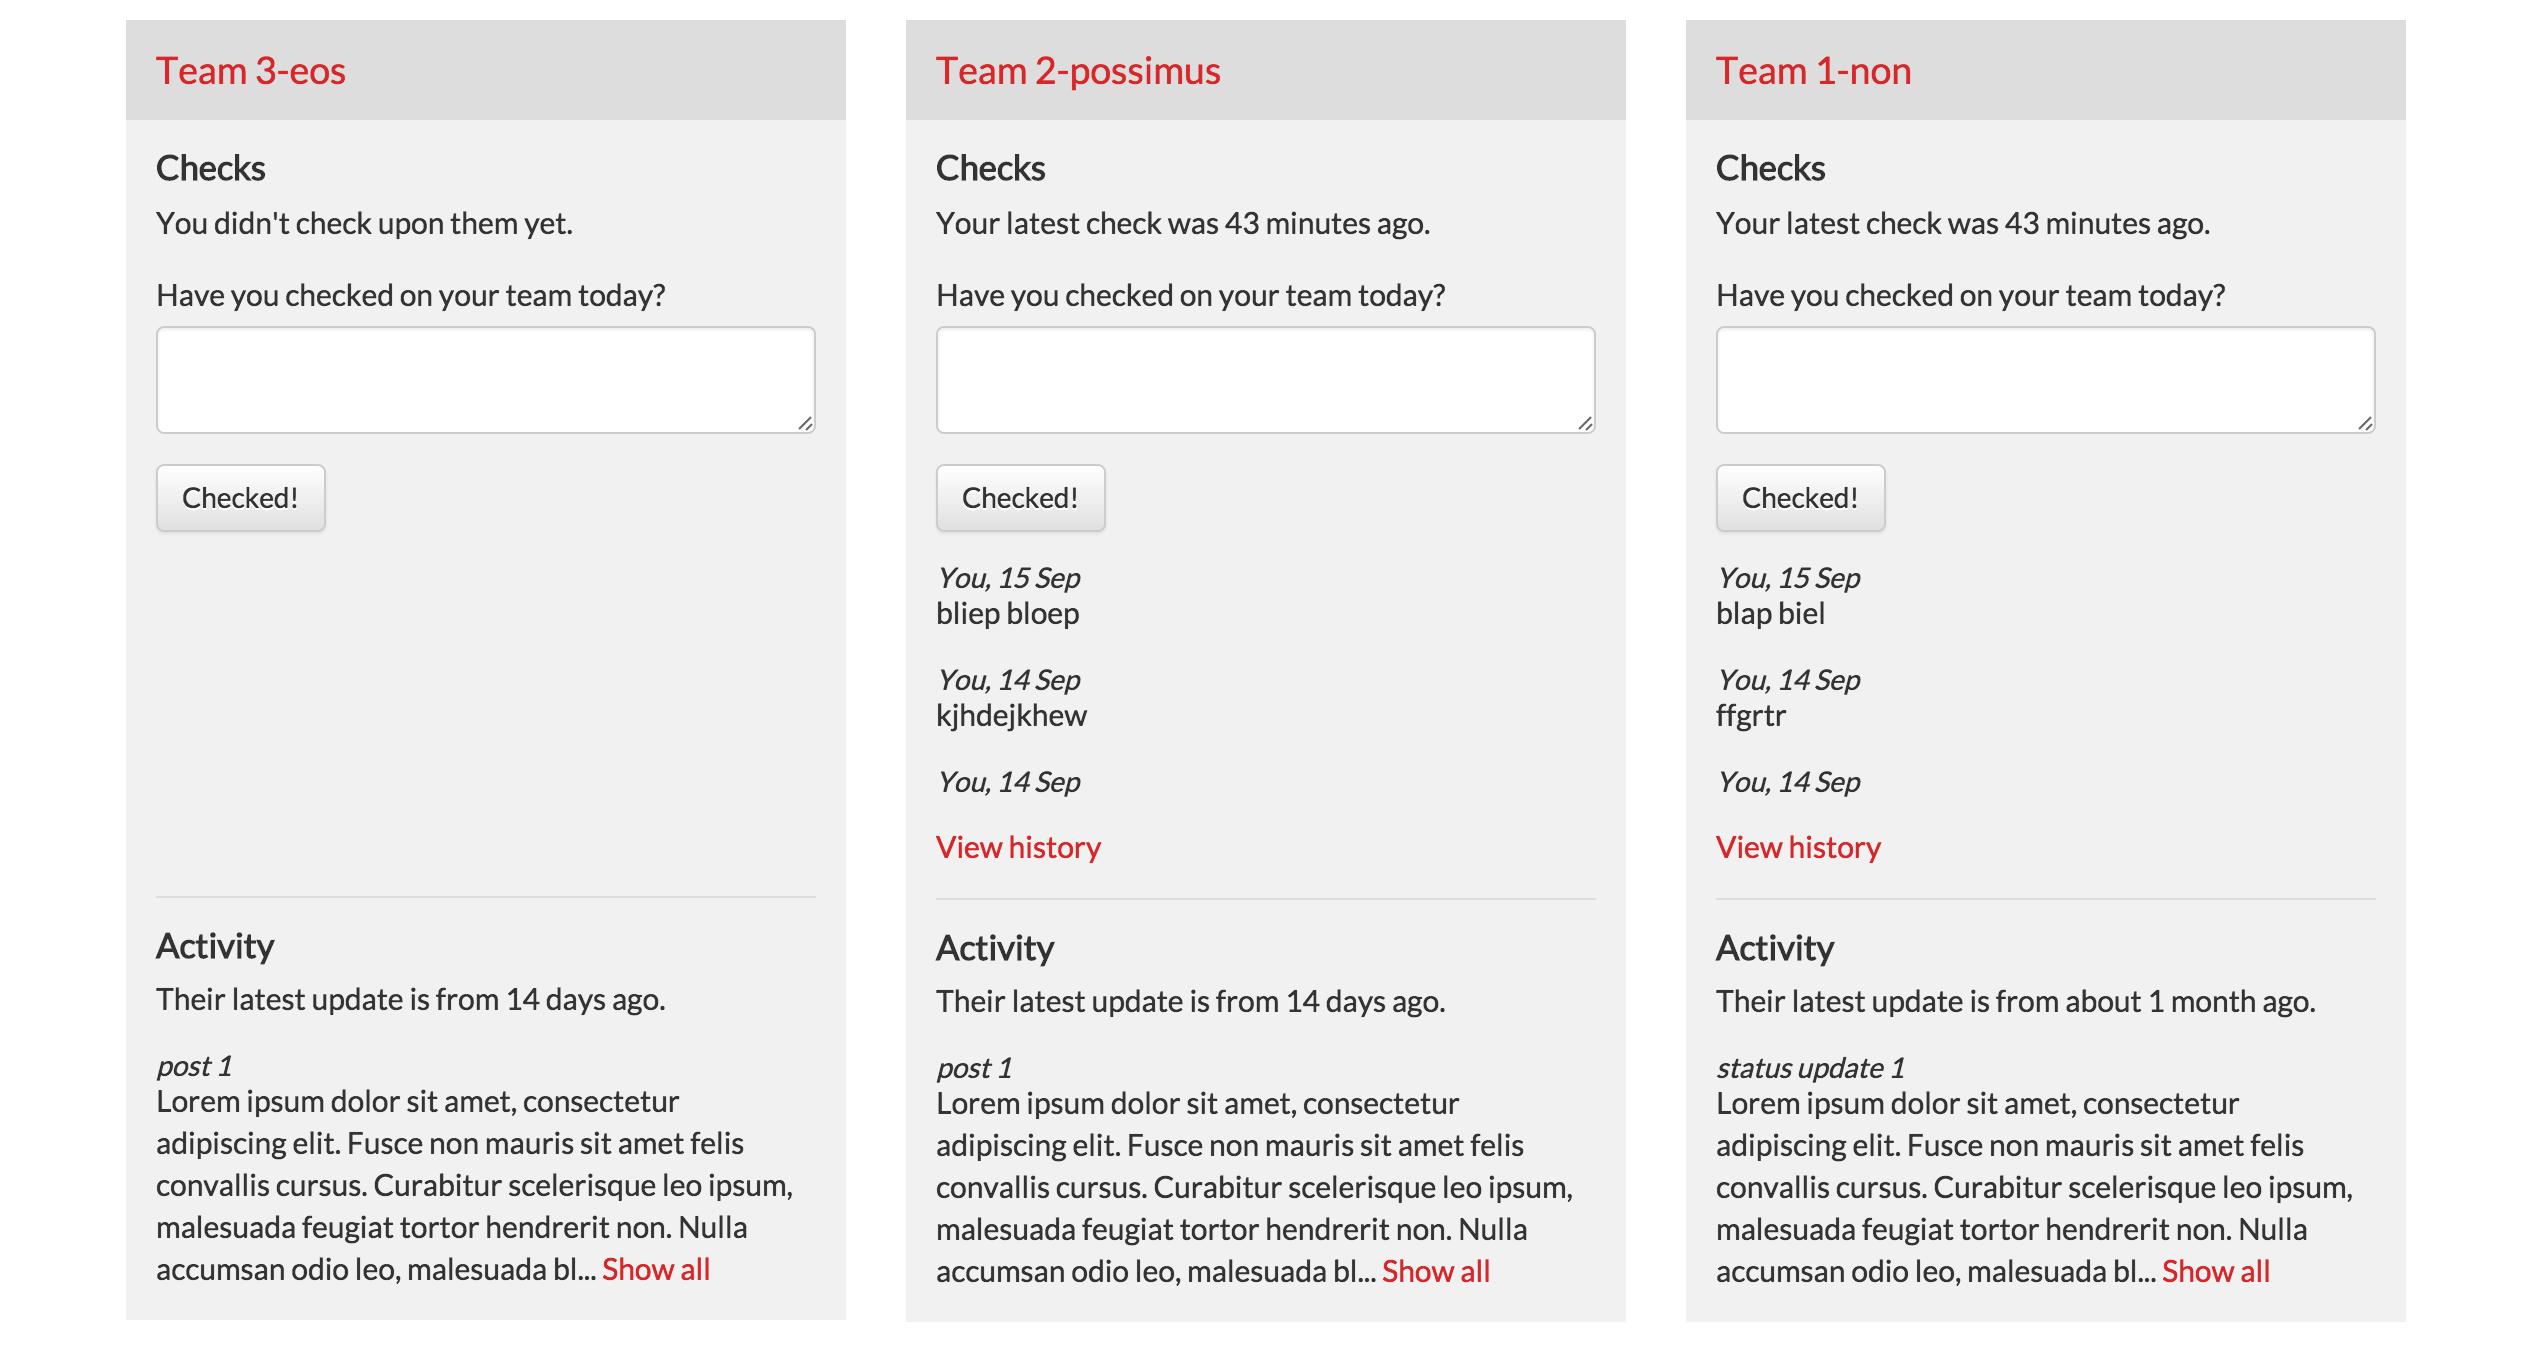 Team 3-eos
Checks
You didn't check upon them yet.
Have you checked on your team today?
Checked!
Activity
Their latest update is from 14 days ago.
post 1
Lorem ipsum dolor sit amet, consectetur
adipiscing elit. Fusce non mauris sit amet felis
convallis cursus. Curabitur scelerisque leo ipsum,
malesuada feugiat tortor hendrerit non. Nulla
accumsan odio leo, malesuada bl... Show all
Team 2-possimus
Checks
Your latest check was 43 minutes ago.
Have you checked on your team today?
Checked!
You, 15 Sep
bliep bloep
You, 14 Sep
kjhdejkhew
You, 14 Sep
View history
Activity
Their latest update is from 14 days ago.
post 1
Lorem ipsum dolor sit amet, consectetur
adipiscing elit. Fusce non mauris sit amet felis
convallis cursus. Curabitur scelerisque leo ipsum,
malesuada feugiat tortor hendrerit non. Nulla
accumsan odio leo, malesuada bl... Show all
Team 1-non
Checks
Your latest check was 43 minutes ago.
Have you checked on your team today?
Checked!
You, 15 Sep
blap biel
You, 14 Sep
ffgrtr
You, 14 Sep
View history
Activity
Their latest update is from about 1 month ago.
status update 1
Lorem ipsum dolor sit amet, consectetur
adipiscing elit. Fusce non mauris sit amet felis
convallis cursus. Curabitur scelerisque leo ipsum,
malesuada feugiat tortor hendrerit non. Nulla
accumsan odio leo, malesuada bl... Show all